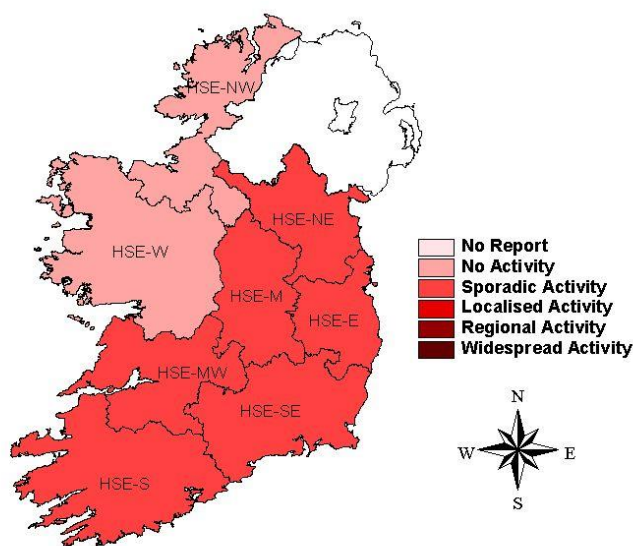 HSE-NW
HSE-NE
HSE-W
HSE-M
HSE-E
HSE-MW
HSE-SE
HSE-S
No Report
No Activity
Sporadic Activity
Localised Activity
Regional Activity
Widespread Activity
N
W E
S